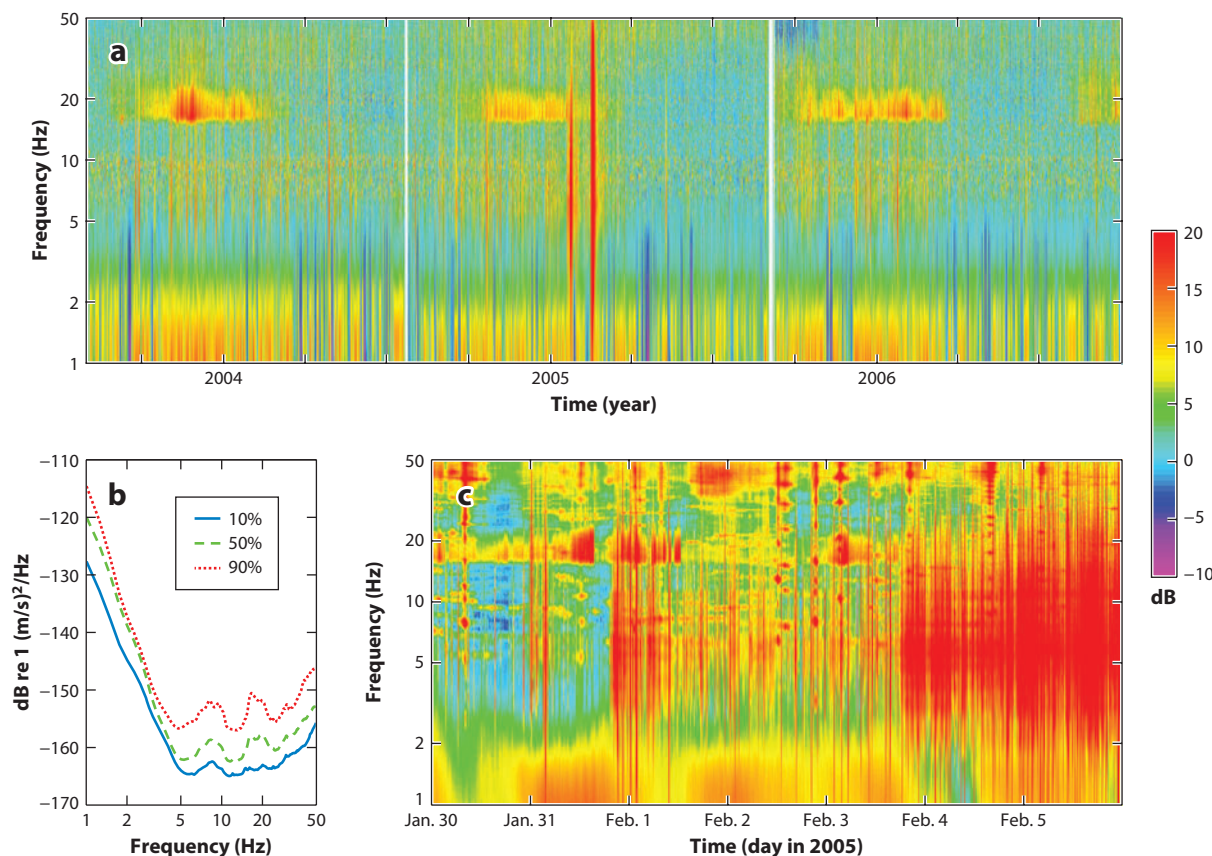 a
Frequency (Hz)
50
20
10
5
2
1
2004
2005
2006
Time (year)
b
dB re 1 (m/s)²/Hz
−110
−120
−130
−140
−150
−160
−170
10%
50%
90%
1
2
5
10
20
50
Frequency (Hz)
c
Frequency (Hz)
50
20
10
5
2
1
Jan. 30
Jan. 31
Feb. 1
Feb. 2
Feb. 3
Feb. 4
Feb. 5
Time (day in 2005)
20
15
10
5
0
−5
−10
dB